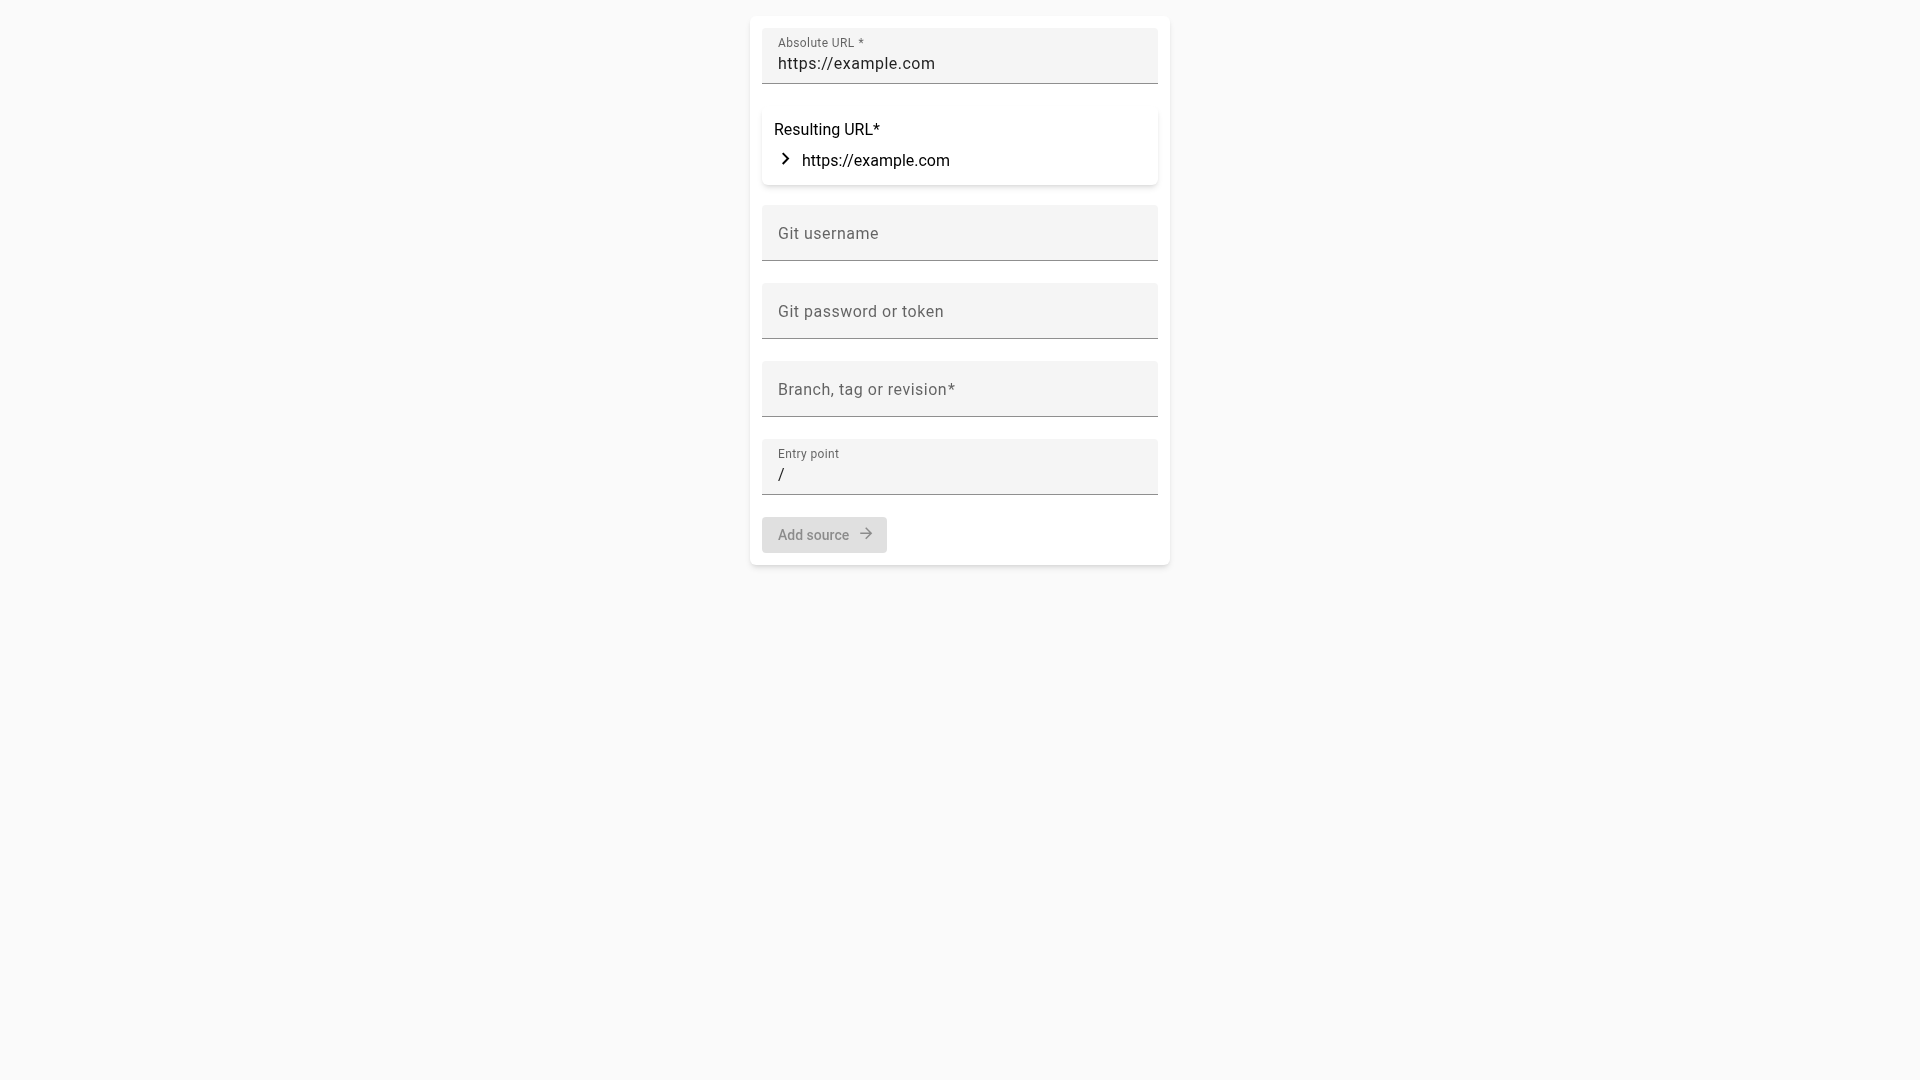 Absolute URL *
https://example.com
Resulting URL*
https://example.com
Git username
Git password or token
Branch, tag or revision*
Entry point
/
Add source